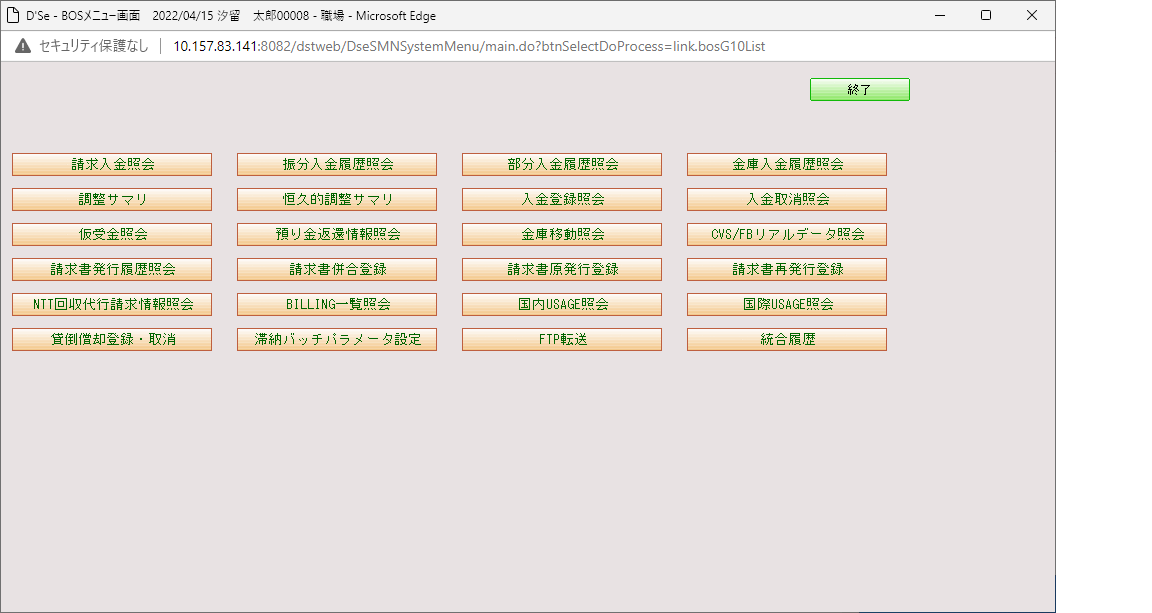 D'Se - BOSメニュー画面　2022/04/15 汐留　太郎00008 - 職場 - Microsoft Edge
セキュリティ保護なし | 10.157.83.141:8082/dstweb/DseSMNSystemMenu/main.do?btnSelectDoProcess=link.bosG10List
終了
請求入金照会 振分入金履歴照会 部分入金履歴照会 金庫入金履歴照会
調整サマリ 恒久的調整サマリ 入金登録照会 入金取消照会
仮受金照会 預り金返還情報照会 金庫移動照会 CVS/FBリアルデータ照会
請求書発行履歴照会 請求書併合登録 請求書原発行登録 請求書再発行登録
NTT回収代行請求情報照会 BILLING一覧照会 国内USAGE照会 国際USAGE照会
貸倒償却登録・取消 滞納バッチパラメータ設定 FTP転送 統合履歴